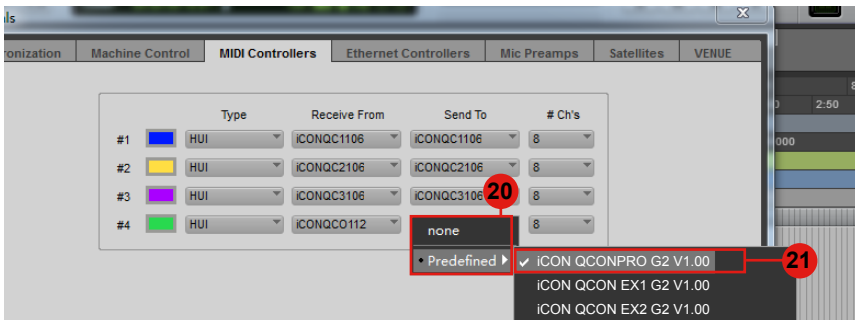 als
ronization Machine Control MIDI Controllers Ethernet Controllers Mic Preamps Satellites VENUE
Type Receive From Send To # Ch's
2:50
000
#1 HUI iCONQC1106 iCONQC1106 8
#2 HUI iCONQC2106 iCONQC2106 8
#3 HUI iCONQC3106 iCONQC3106 8
20
#4 HUI iCONQCO112 8
none
Predefined ✓ iCON QCONPRO G2 V1.00 21
iCON QCON EX1 G2 V1.00
iCON QCON EX2 G2 V1.00